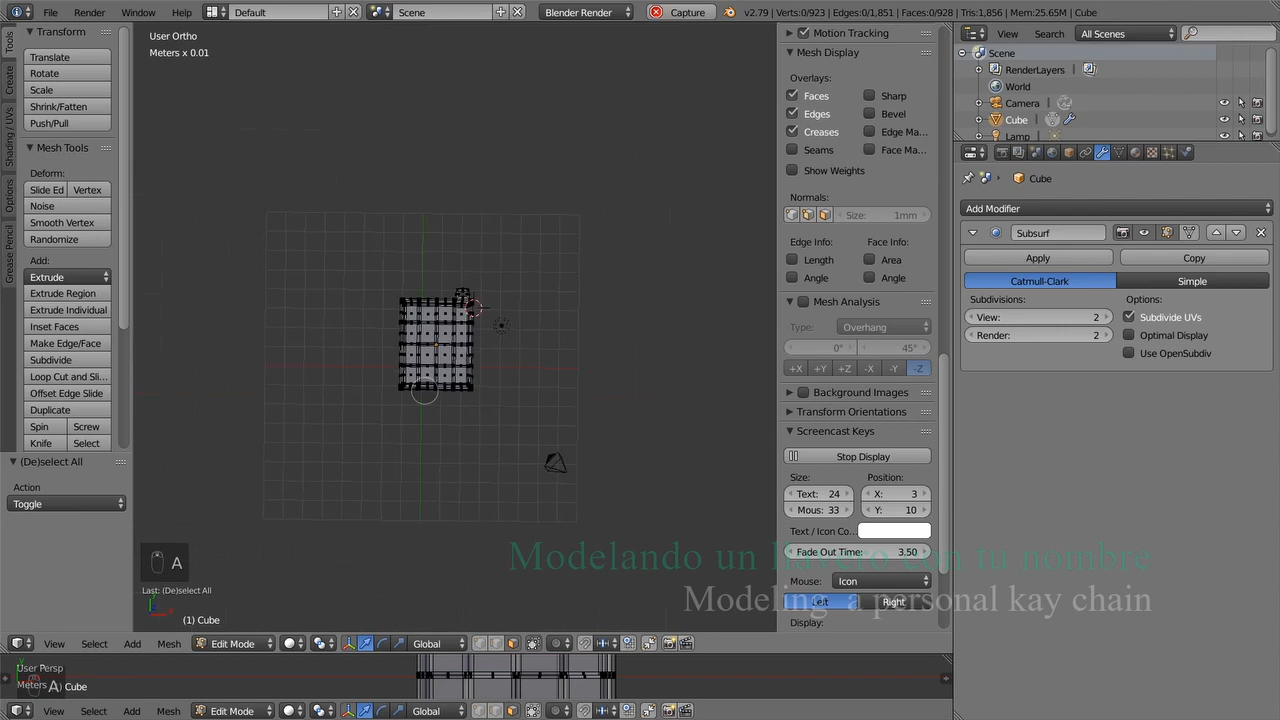 File Render Window Help Default Scene Blender Render Capture v2.79 | Verts:0/923 | Edges:0/1,851 | Faces:0/928 | Tris:1,856 | Mem:25.65M | Cube
Tools
Create
Shading / UVs
Options
Grease Pencil
Transform
Translate
Rotate
Scale
Shrink/Fatten
Push/Pull
Mesh Tools
Deform:
Slide Ed Vertex
Noise
Smooth Vertex
Randomize
Add:
Extrude
Extrude Region
Extrude Individual
Inset Faces
Make Edge/Face
Subdivide
Loop Cut and Sli...
Offset Edge Slide
Duplicate
Spin Screw
Knife Select
(De)select All
Action
Toggle
User Ortho
Meters x 0.01
A
Last: (De)select All
(1) Cube
Motion Tracking
Mesh Display
Overlays:
Faces Sharp
Edges Bevel
Creases Edge Ma...
Seams Face Ma...
Show Weights
Normals:
Size: 1mm
Edge Info: Face Info:
Length Area
Angle Angle
Mesh Analysis
Type: Overhang
0° 45°
+X +Y +Z -X -Y -Z
Background Images
Transform Orientations
Screencast Keys
Stop Display
Size: Position:
Text: 24 X: 3
Mous: 33 Y: 10
Text / Icon Co...
Fade Out Time: 3.50
Mouse: Icon
Left Right
Display:
Modelando un llavero con tu nombre
Modeling a personal kay chain
View Search All Scenes
Scene
RenderLayers
World
Camera
Cube
Lamp
Cube
Add Modifier
Subsurf
Apply Copy
Catmull-Clark Simple
Subdivisions: Options:
View: 2 Subdivide UVs
Render: 2 Optimal Display
Use OpenSubdiv
View Select Add Mesh Edit Mode Global
User Persp
Meters
A) Cube
View Select Add Mesh Edit Mode Global